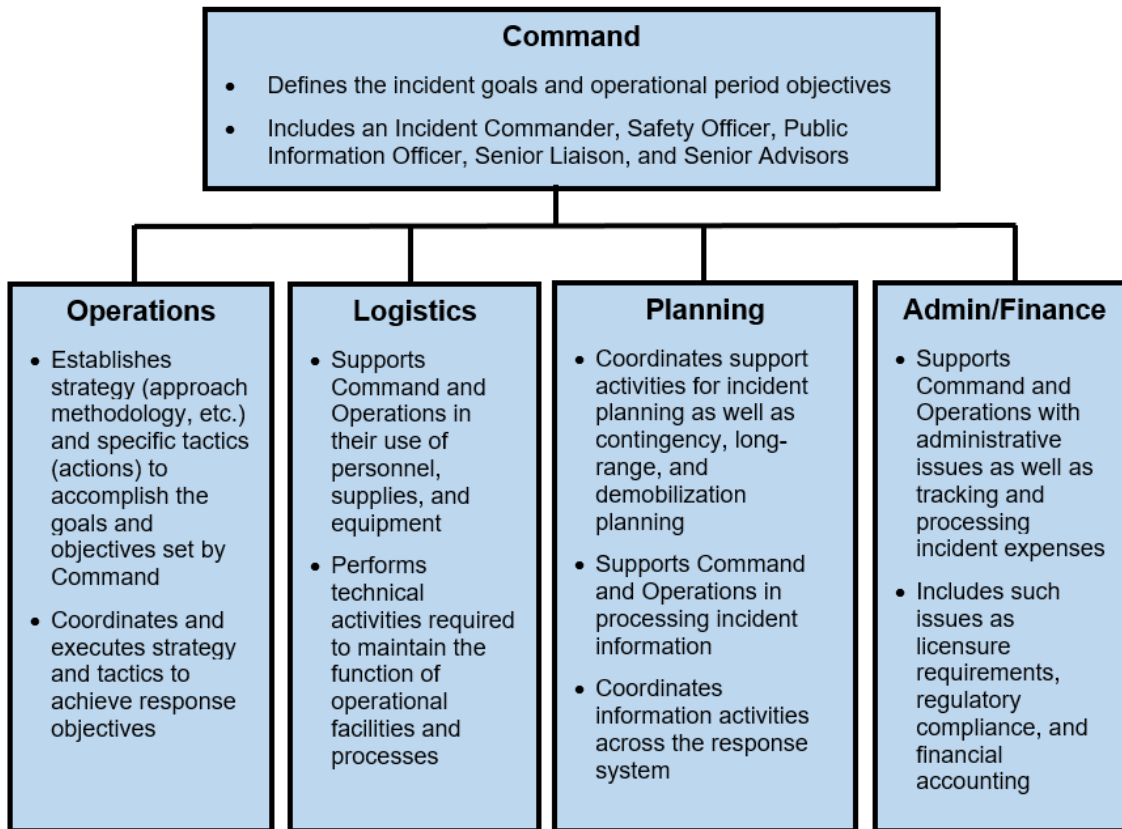 Command
• Defines the incident goals and operational period objectives
• Includes an Incident Commander, Safety Officer, Public
Information Officer, Senior Liaison, and Senior Advisors
Operations
• Establishes
strategy (approach
methodology, etc.)
and specific tactics
(actions) to
accomplish the
goals and
objectives set by
Command
• Coordinates and
executes strategy
and tactics to
achieve response
objectives
Logistics
• Supports
Command and
Operations in
their use of
personnel,
supplies, and
equipment
• Performs
technical
activities required
to maintain the
function of
operational
facilities and
processes
Planning
• Coordinates support
activities for incident
planning as well as
contingency, long-
range, and
demobilization
planning
• Supports Command
and Operations in
processing incident
information
• Coordinates
information activities
across the response
system
Admin/Finance
• Supports
Command and
Operations with
administrative
issues as well as
tracking and
processing
incident expenses
• Includes such
issues as
licensure
requirements,
regulatory
compliance, and
financial
accounting